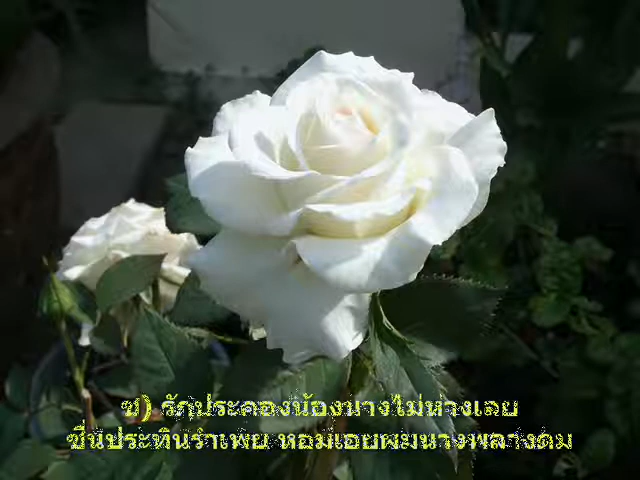 ช) รักประคองน้องนางไม่ห่างเลย
ชื่นประทินรำเพย หอมเอยผมนางพลางดม